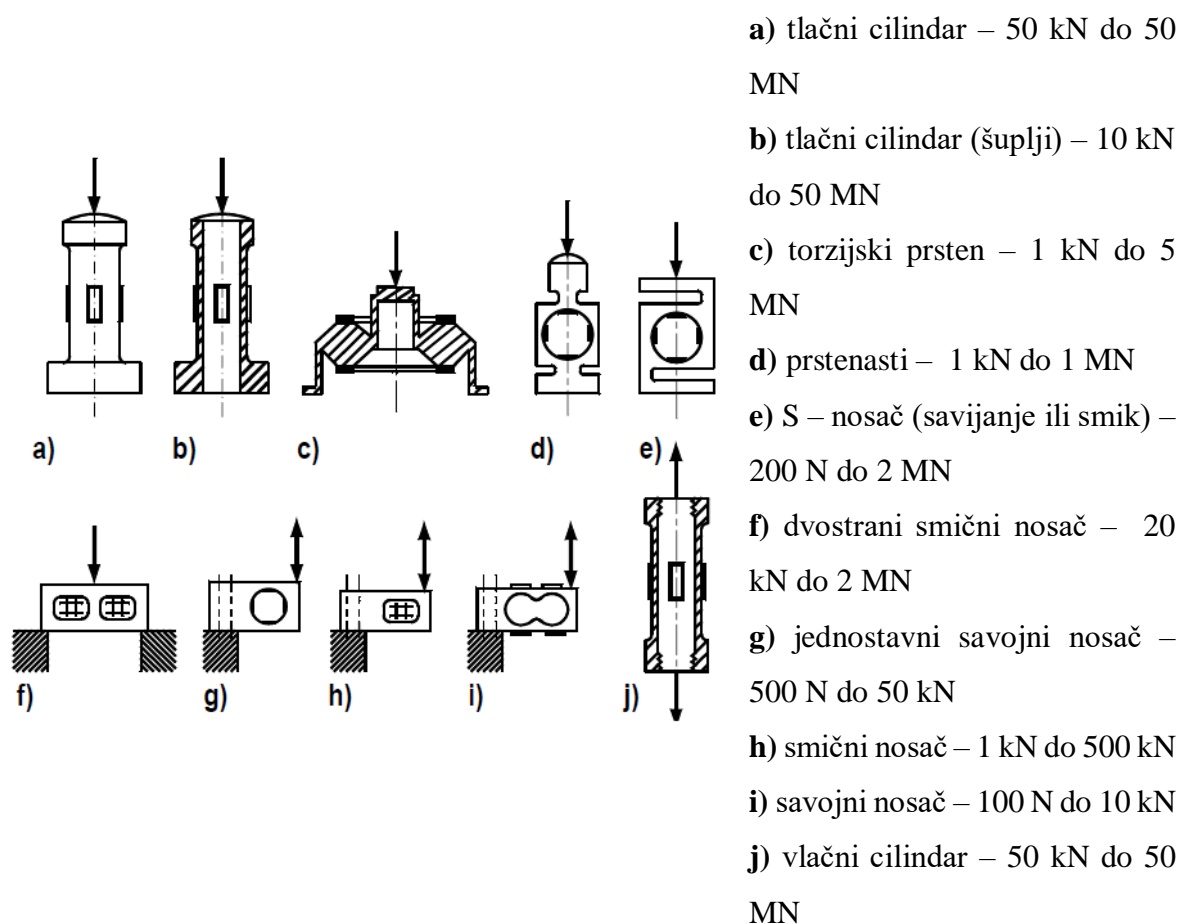 a) tlačni cilindar – 50 kN do 50
MN
b) tlačni cilindar (šuplji) – 10 kN
do 50 MN
c) torzijski prsten – 1 kN do 5
MN
d) prstenasti – 1 kN do 1 MN
e) S – nosač (savijanje ili smik) –
200 N do 2 MN
f) dvostrani smični nosač – 20
kN do 2 MN
g) jednostavni savojni nosač –
500 N do 50 kN
h) smični nosač – 1 kN do 500 kN
i) savojni nosač – 100 N do 10 kN
j) vlačni cilindar – 50 kN do 50
MN
a) b) c) d) e)
f) g) h) i) j)